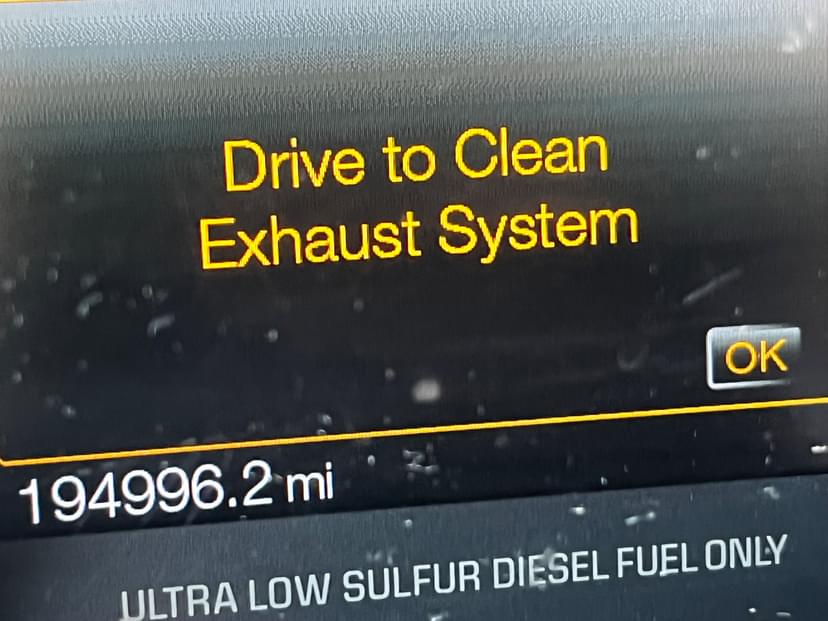 Drive to Clean
Exhaust System
OK
194996.2 mi
ULTRA LOW SULFUR DIESEL FUEL ONLY